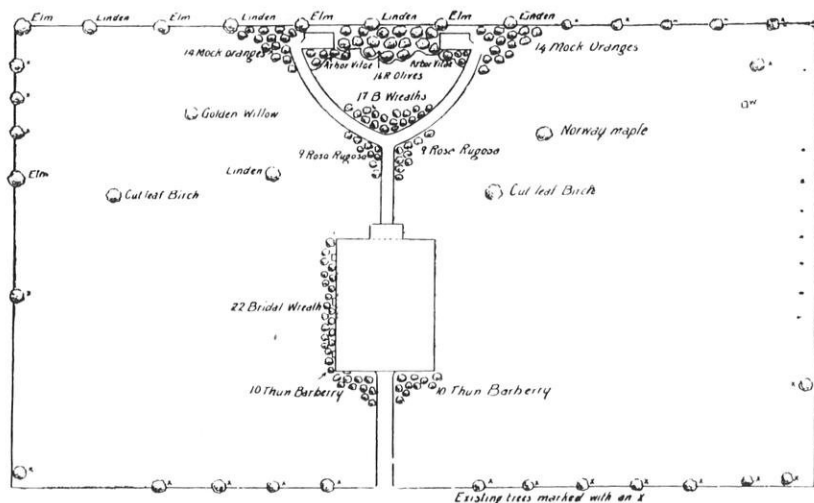 Elm Linden Elm Linden Elm Linden Elm Linden
14 Mock Oranges Arbor Vitae Arbor Vitae 14 Mock Oranges
16 R Olives
17 B Wreaths
Golden Willow
Norway maple
9 Rosa Rugosa 9 Rosa Rugosa
Elm Linden
Cut leaf Birch Cut leaf Birch
22 Bridal Wreath
10 Thun Barberry 10 Thun Barberry
Existing trees marked with an X